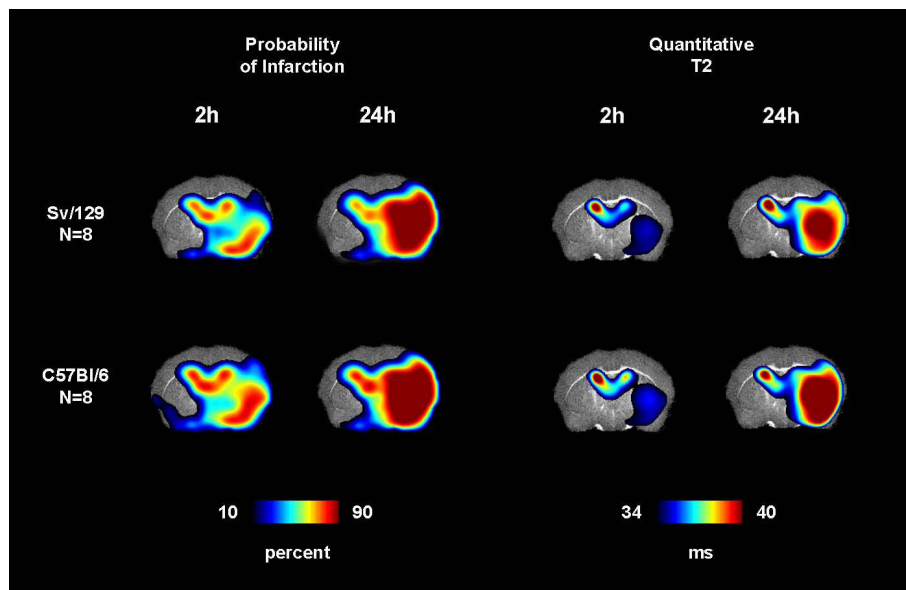 Probability
of Infarction
Quantitative
T2
2h
24h
2h
24h
Sv/129
N=8
C57Bl/6
N=8
10
90
percent
34
40
ms